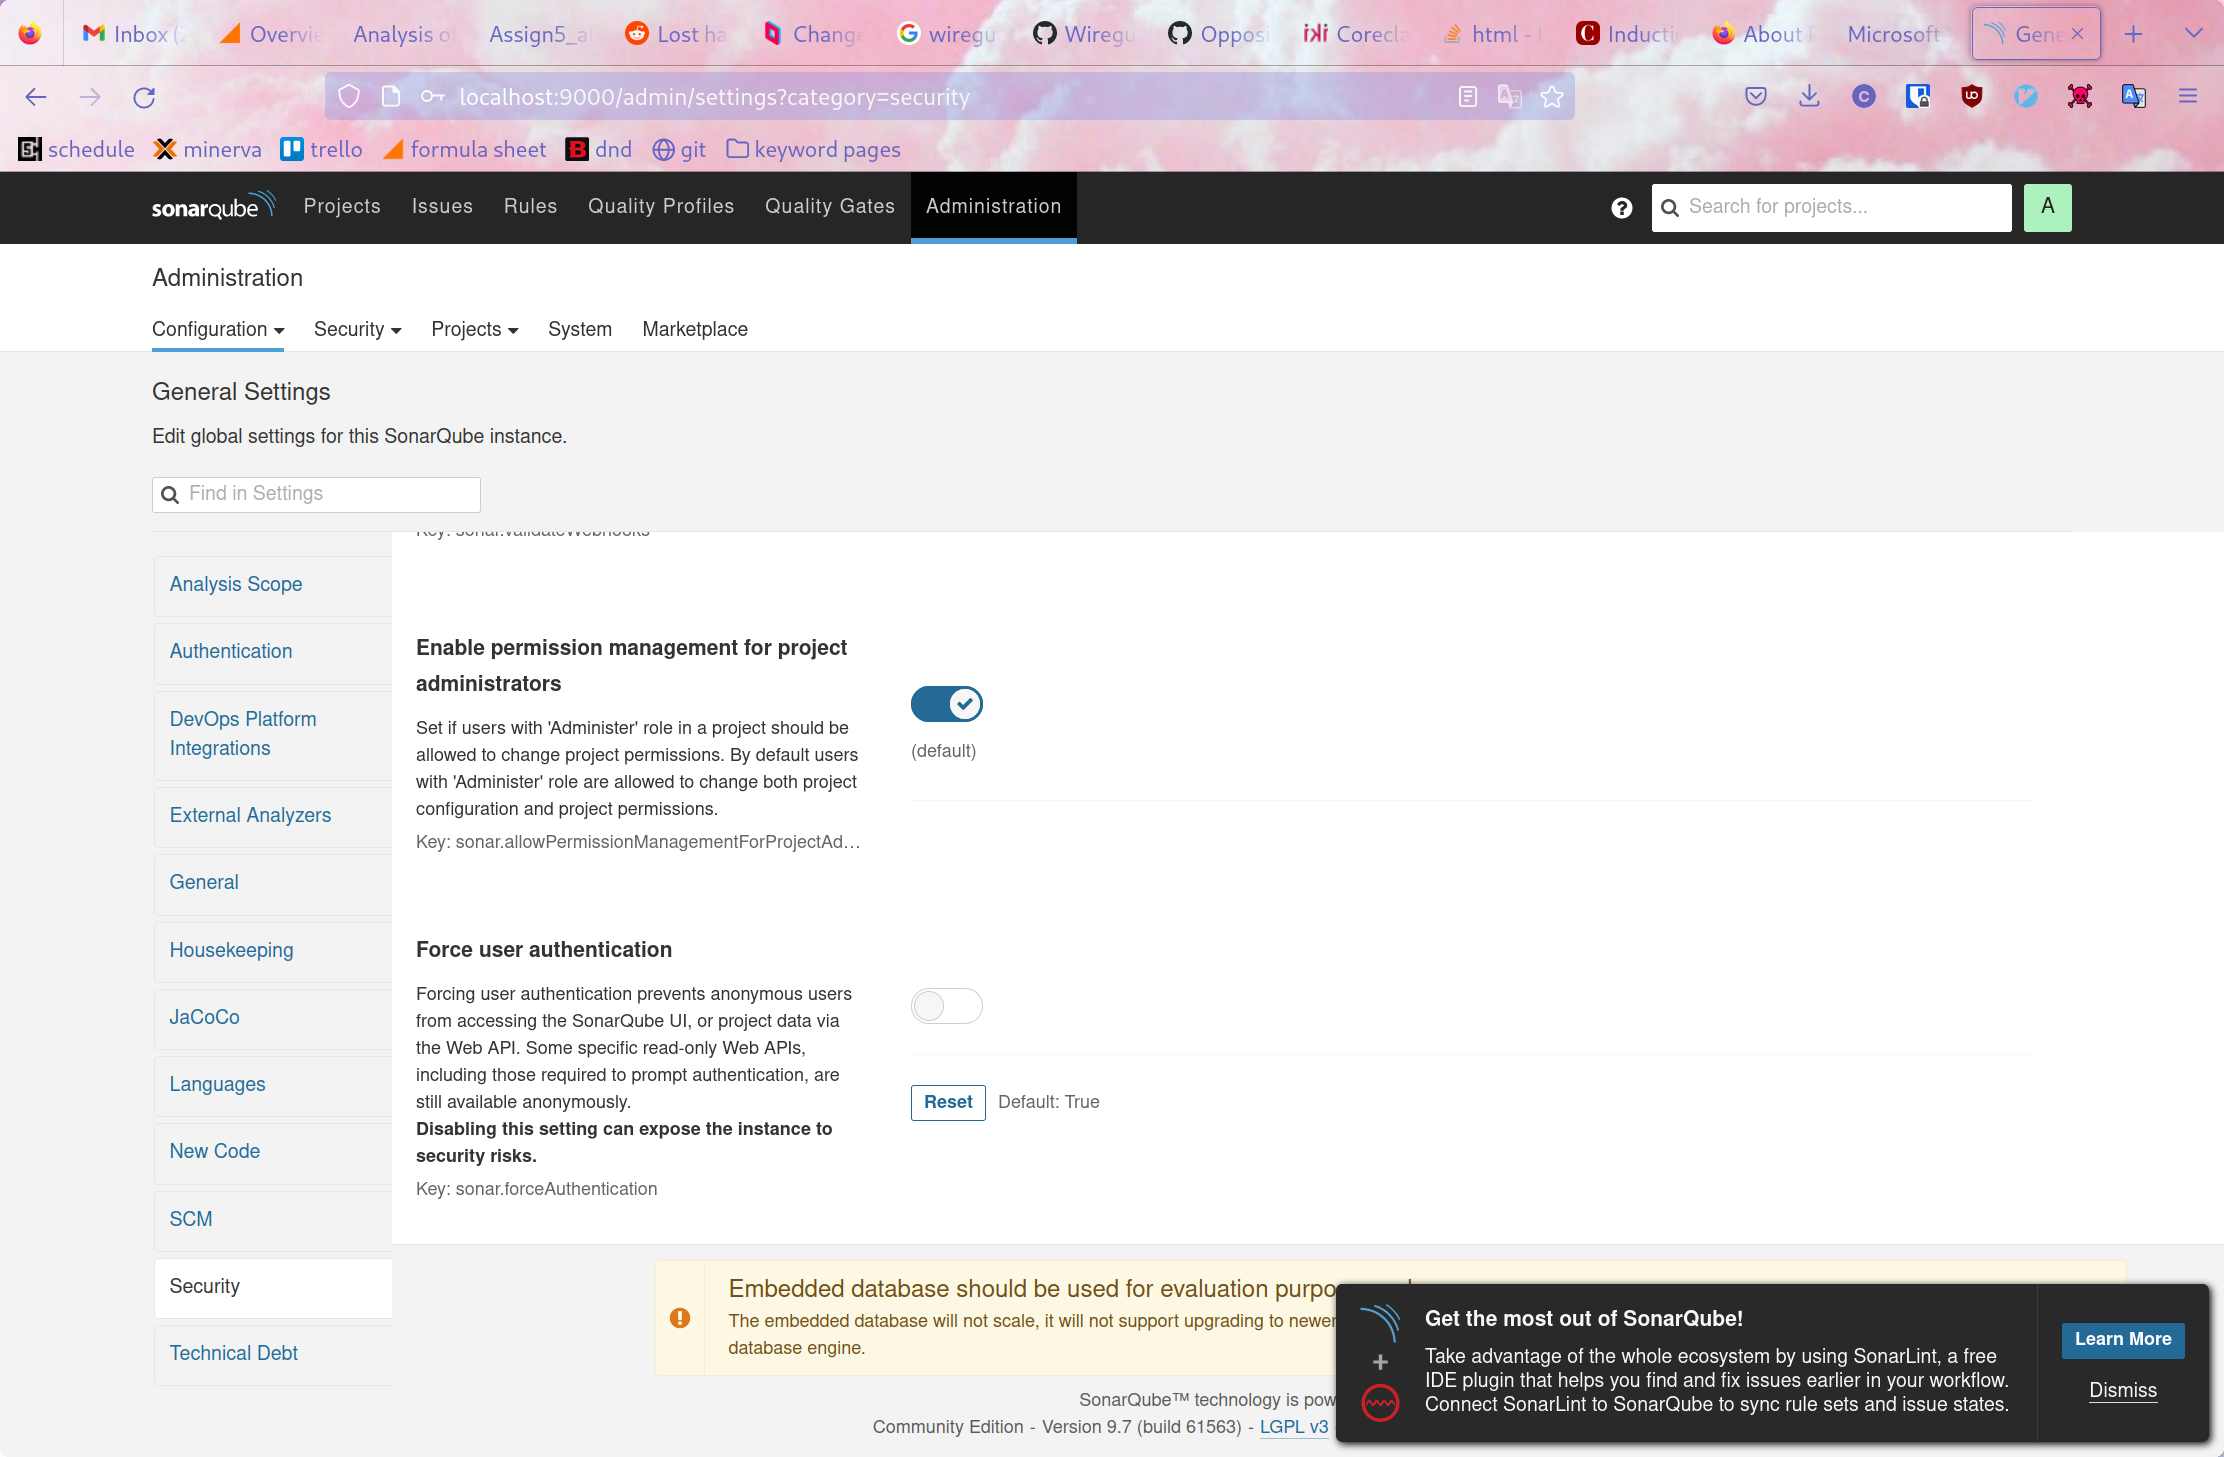 Inbox (2
Overvie
Analysis of
Assign5_al
Lost ha
Change
wiregu
Wiregu
Opposi
Corecla
html - 
Inducti
About P
Microsoft
Gene
localhost:9000/admin/settings?category=security
schedule
minerva
trello
formula sheet
dnd
git
keyword pages
sonarqube
Projects
Issues
Rules
Quality Profiles
Quality Gates
Administration
Search for projects...
A
Administration
Configuration
Security
Projects
System
Marketplace
General Settings
Edit global settings for this SonarQube instance.
Find in Settings
Key: sonar.validateWebhooks
Analysis Scope
Authentication
DevOps Platform
Integrations
External Analyzers
General
Housekeeping
JaCoCo
Languages
New Code
SCM
Security
Technical Debt
Enable permission management for project
administrators
Set if users with 'Administer' role in a project should be
allowed to change project permissions. By default users
with 'Administer' role are allowed to change both project
configuration and project permissions.
Key: sonar.allowPermissionManagementForProjectAd…
(default)
Force user authentication
Forcing user authentication prevents anonymous users
from accessing the SonarQube UI, or project data via
the Web API. Some specific read-only Web APIs,
including those required to prompt authentication, are
still available anonymously.
Disabling this setting can expose the instance to
security risks.
Key: sonar.forceAuthentication
Reset
Default: True
Embedded database should be used for evaluation purpo
The embedded database will not scale, it will not support upgrading to newer
database engine.
SonarQube™ technology is pow
Community Edition - Version 9.7 (build 61563) - LGPL v3
Get the most out of SonarQube!
Take advantage of the whole ecosystem by using SonarLint, a free
IDE plugin that helps you find and fix issues earlier in your workflow.
Connect SonarLint to SonarQube to sync rule sets and issue states.
Learn More
Dismiss